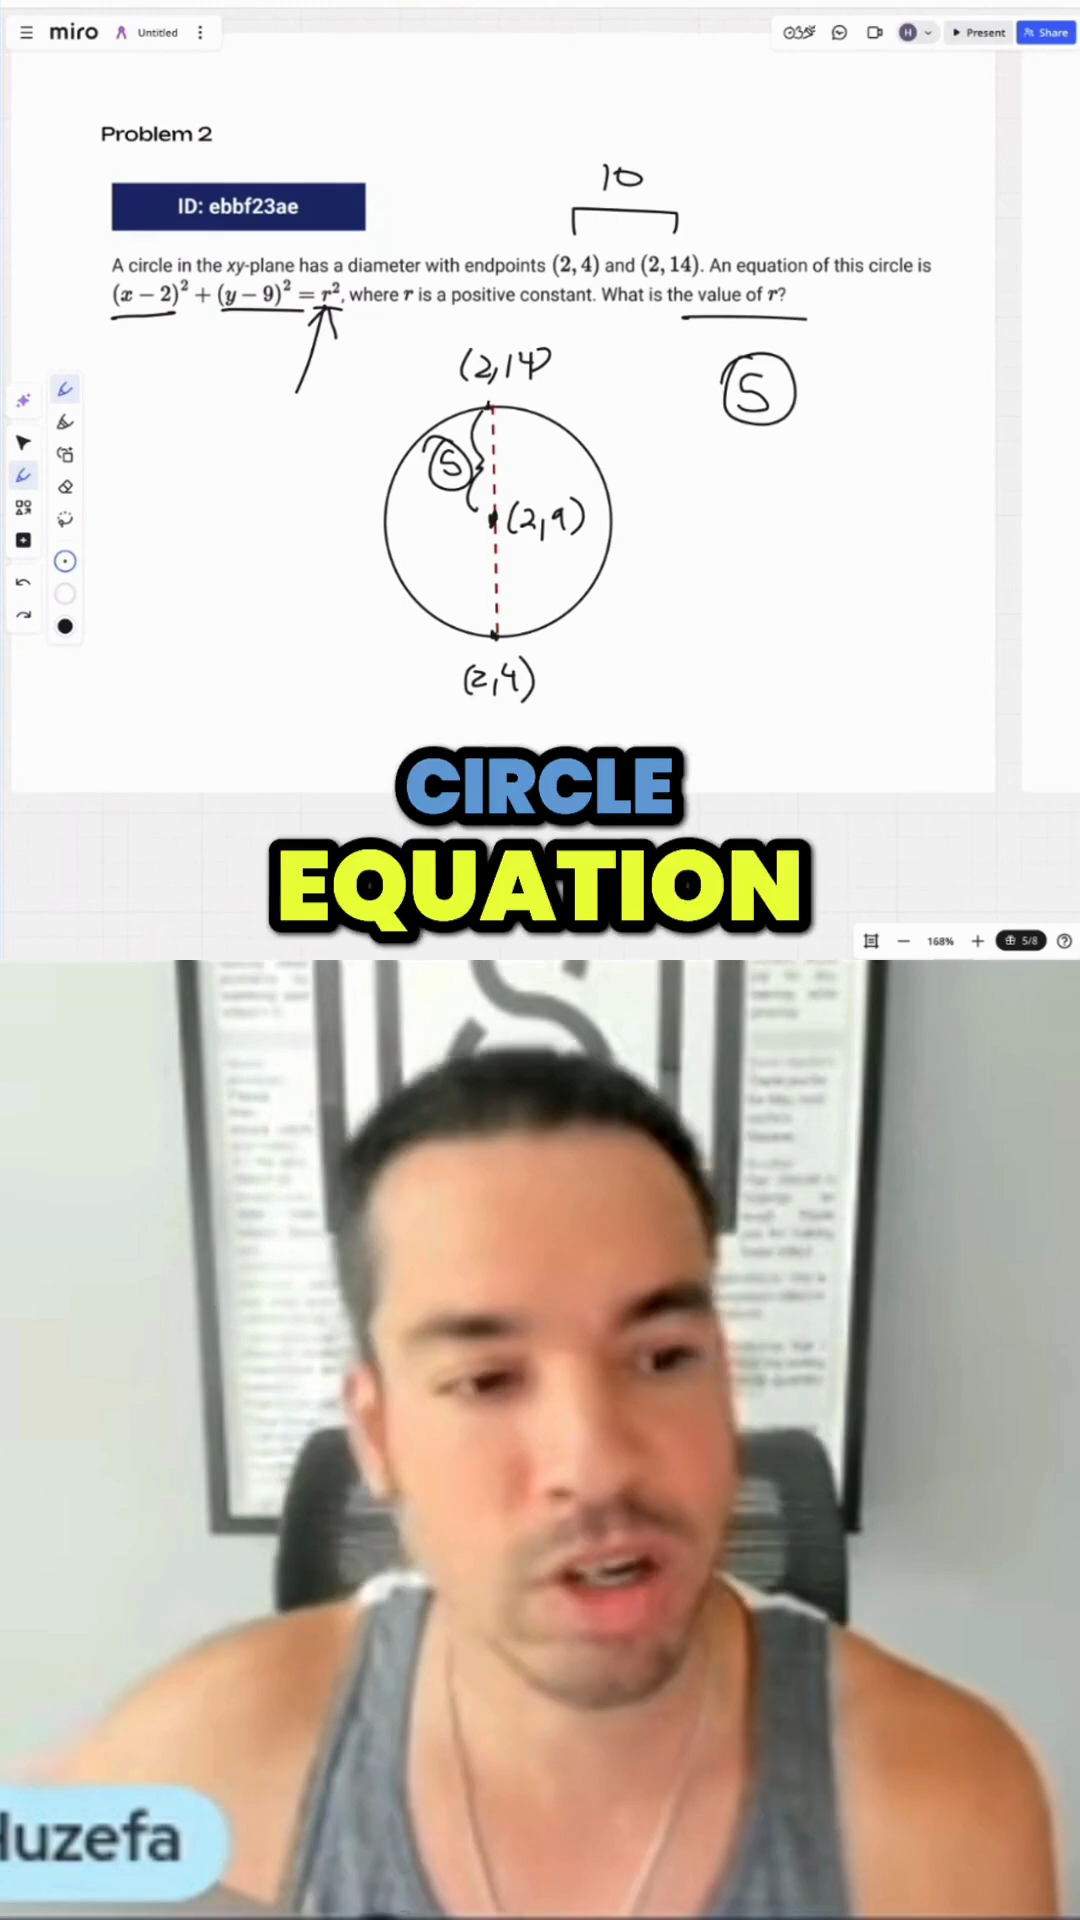 miro Untitled
Present
Share
H
Problem 2
ID: ebbf23ae
10
A circle in the xy-plane has a diameter with endpoints (2, 4) and (2, 14). An equation of this circle is
(x − 2)² + (y − 9)² = r², where r is a positive constant. What is the value of r?
(2,14)
5
5
(2,9)
(2,4)
CIRCLE
EQUATION
168%
5/8
Huzefa